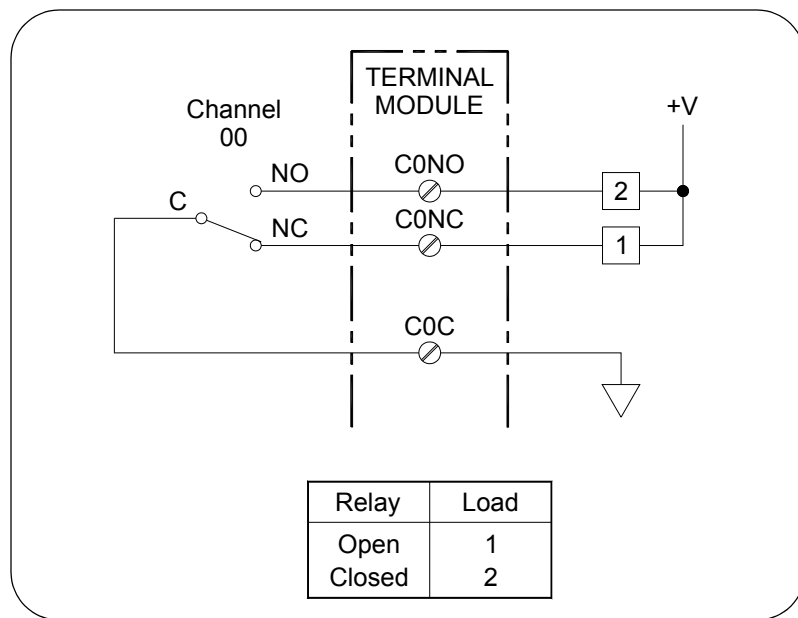 TERMINAL
MODULE
+V
Channel
00
NO
C0NO
2
C
NC
C0NC
1
C0C
Relay Load
Open 1
Closed 2